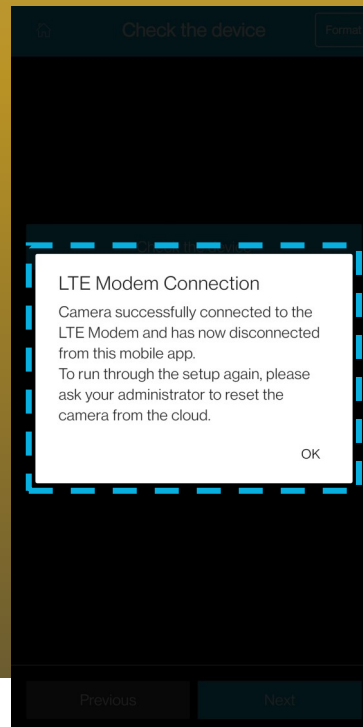 Check the device
Format
LTE Modem Connection
Camera successfully connected to the
LTE Modem and has now disconnected
from this mobile app.
To run through the setup again, please
ask your administrator to reset the
camera from the cloud.
OK
Previous
Next